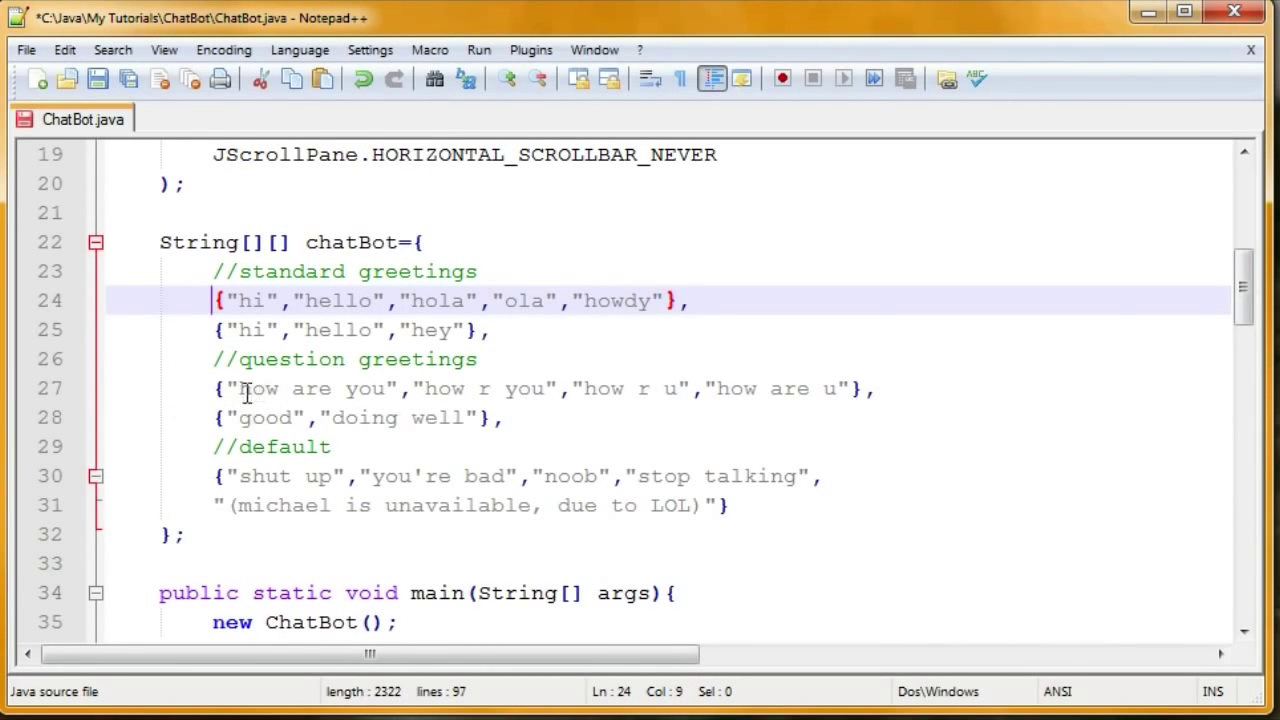 *C:\Java\My Tutorials\ChatBot\ChatBot.java - Notepad++
File Edit Search View Encoding Language Settings Macro Run Plugins Window ? X
ABC
ChatBot.java
19 JScrollPane.HORIZONTAL_SCROLLBAR_NEVER
20 );
21
22 String[][] chatBot={
23 //standard greetings
24 {"hi","hello","hola","ola","howdy"},
25 {"hi","hello","hey"},
26 //question greetings
27 {"how are you","how r you","how r u","how are u"},
28 {"good","doing well"},
29 //default
30 {"shut up","you're bad","noob","stop talking",
31 "(michael is unavailable, due to LOL)"}
32 };
33
34 public static void main(String[] args){
35 new ChatBot();
Java source file length : 2322 lines : 97 Ln : 24 Col : 9 Sel : 0 Dos\Windows ANSI INS